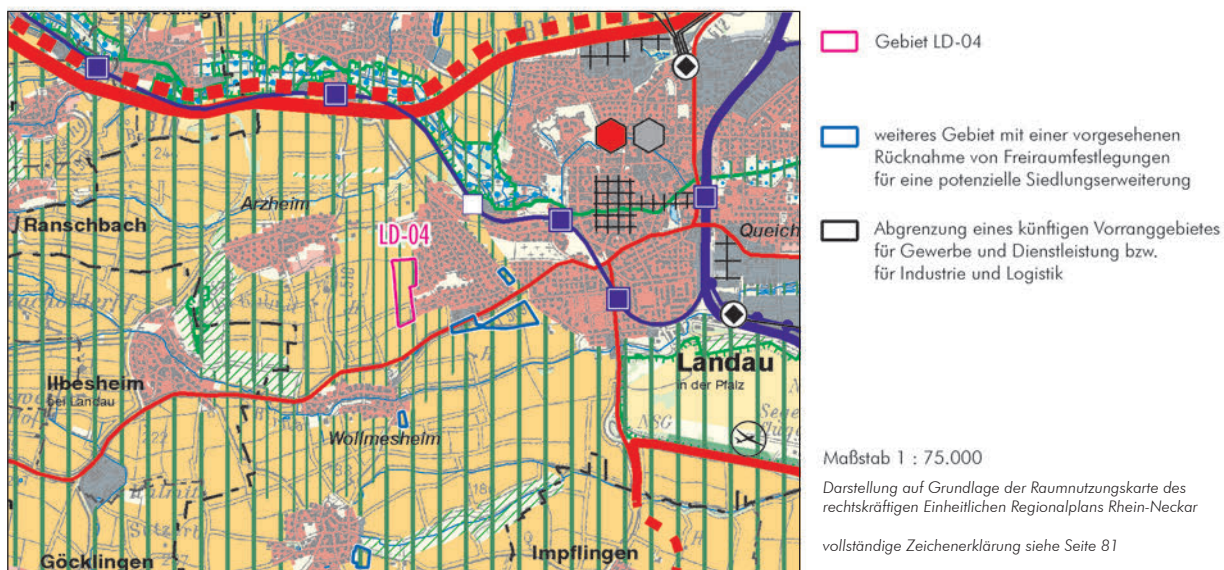 Arzheim
Ranschbach
LD-04
Queich
Landau
in der Pfalz
Ilbesheim
bei Landau
NSG
Wollmesheim
Göcklingen
Impflingen
Gebiet LD-04
weiteres Gebiet mit einer vorgesehenen
Rücknahme von Freiraumfestlegungen
für eine potenzielle Siedlungserweiterung
Abgrenzung eines künftigen Vorranggebietes
für Gewerbe und Dienstleistung bzw.
für Industrie und Logistik
Maßstab 1 : 75.000
Darstellung auf Grundlage der Raumnutzungskarte des
rechtskräftigen Einheitlichen Regionalplans Rhein-Neckar
vollständige Zeichenerklärung siehe Seite 81